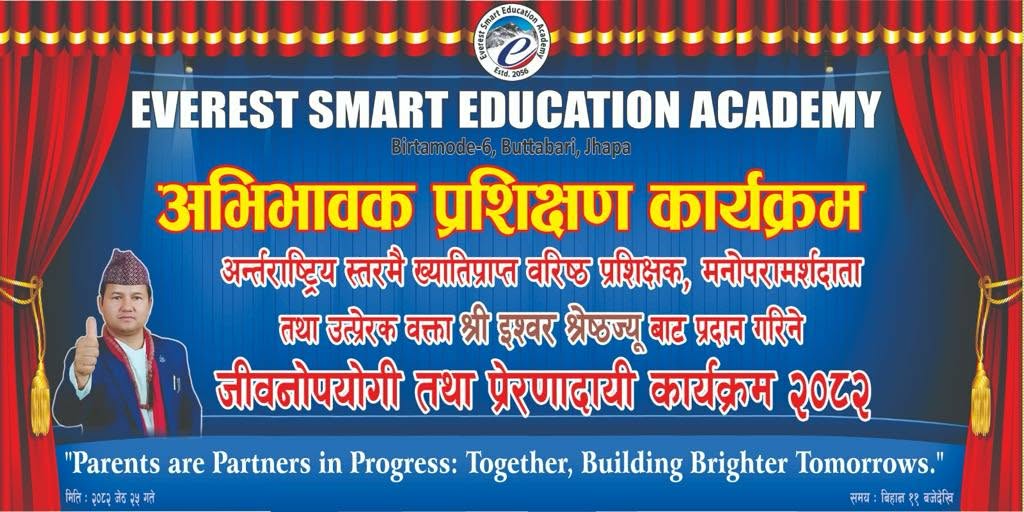 Everest Smart Education Academy
e
Estd. 2056
EVEREST SMART EDUCATION ACADEMY
Birtamode-6, Buttabari, Jhapa
अभिभावक प्रशिक्षण कार्यक्रम
अर्न्तराष्ट्रिय स्तरमै ख्यातिप्राप्त वरिष्ठ प्रशिक्षक, मनोपरामर्शदाता
तथा उत्प्रेरक वक्ता श्री इश्वर श्रेष्ठज्यू बाट प्रदान गरिने
जीवनोपयोगी तथा प्रेरणादायी कार्यक्रम २०८२
"Parents are Partners in Progress: Together, Building Brighter Tomorrows."
मिति : २०८२ जेठ २५ गते
समय : बिहान ११ बजेदेखि